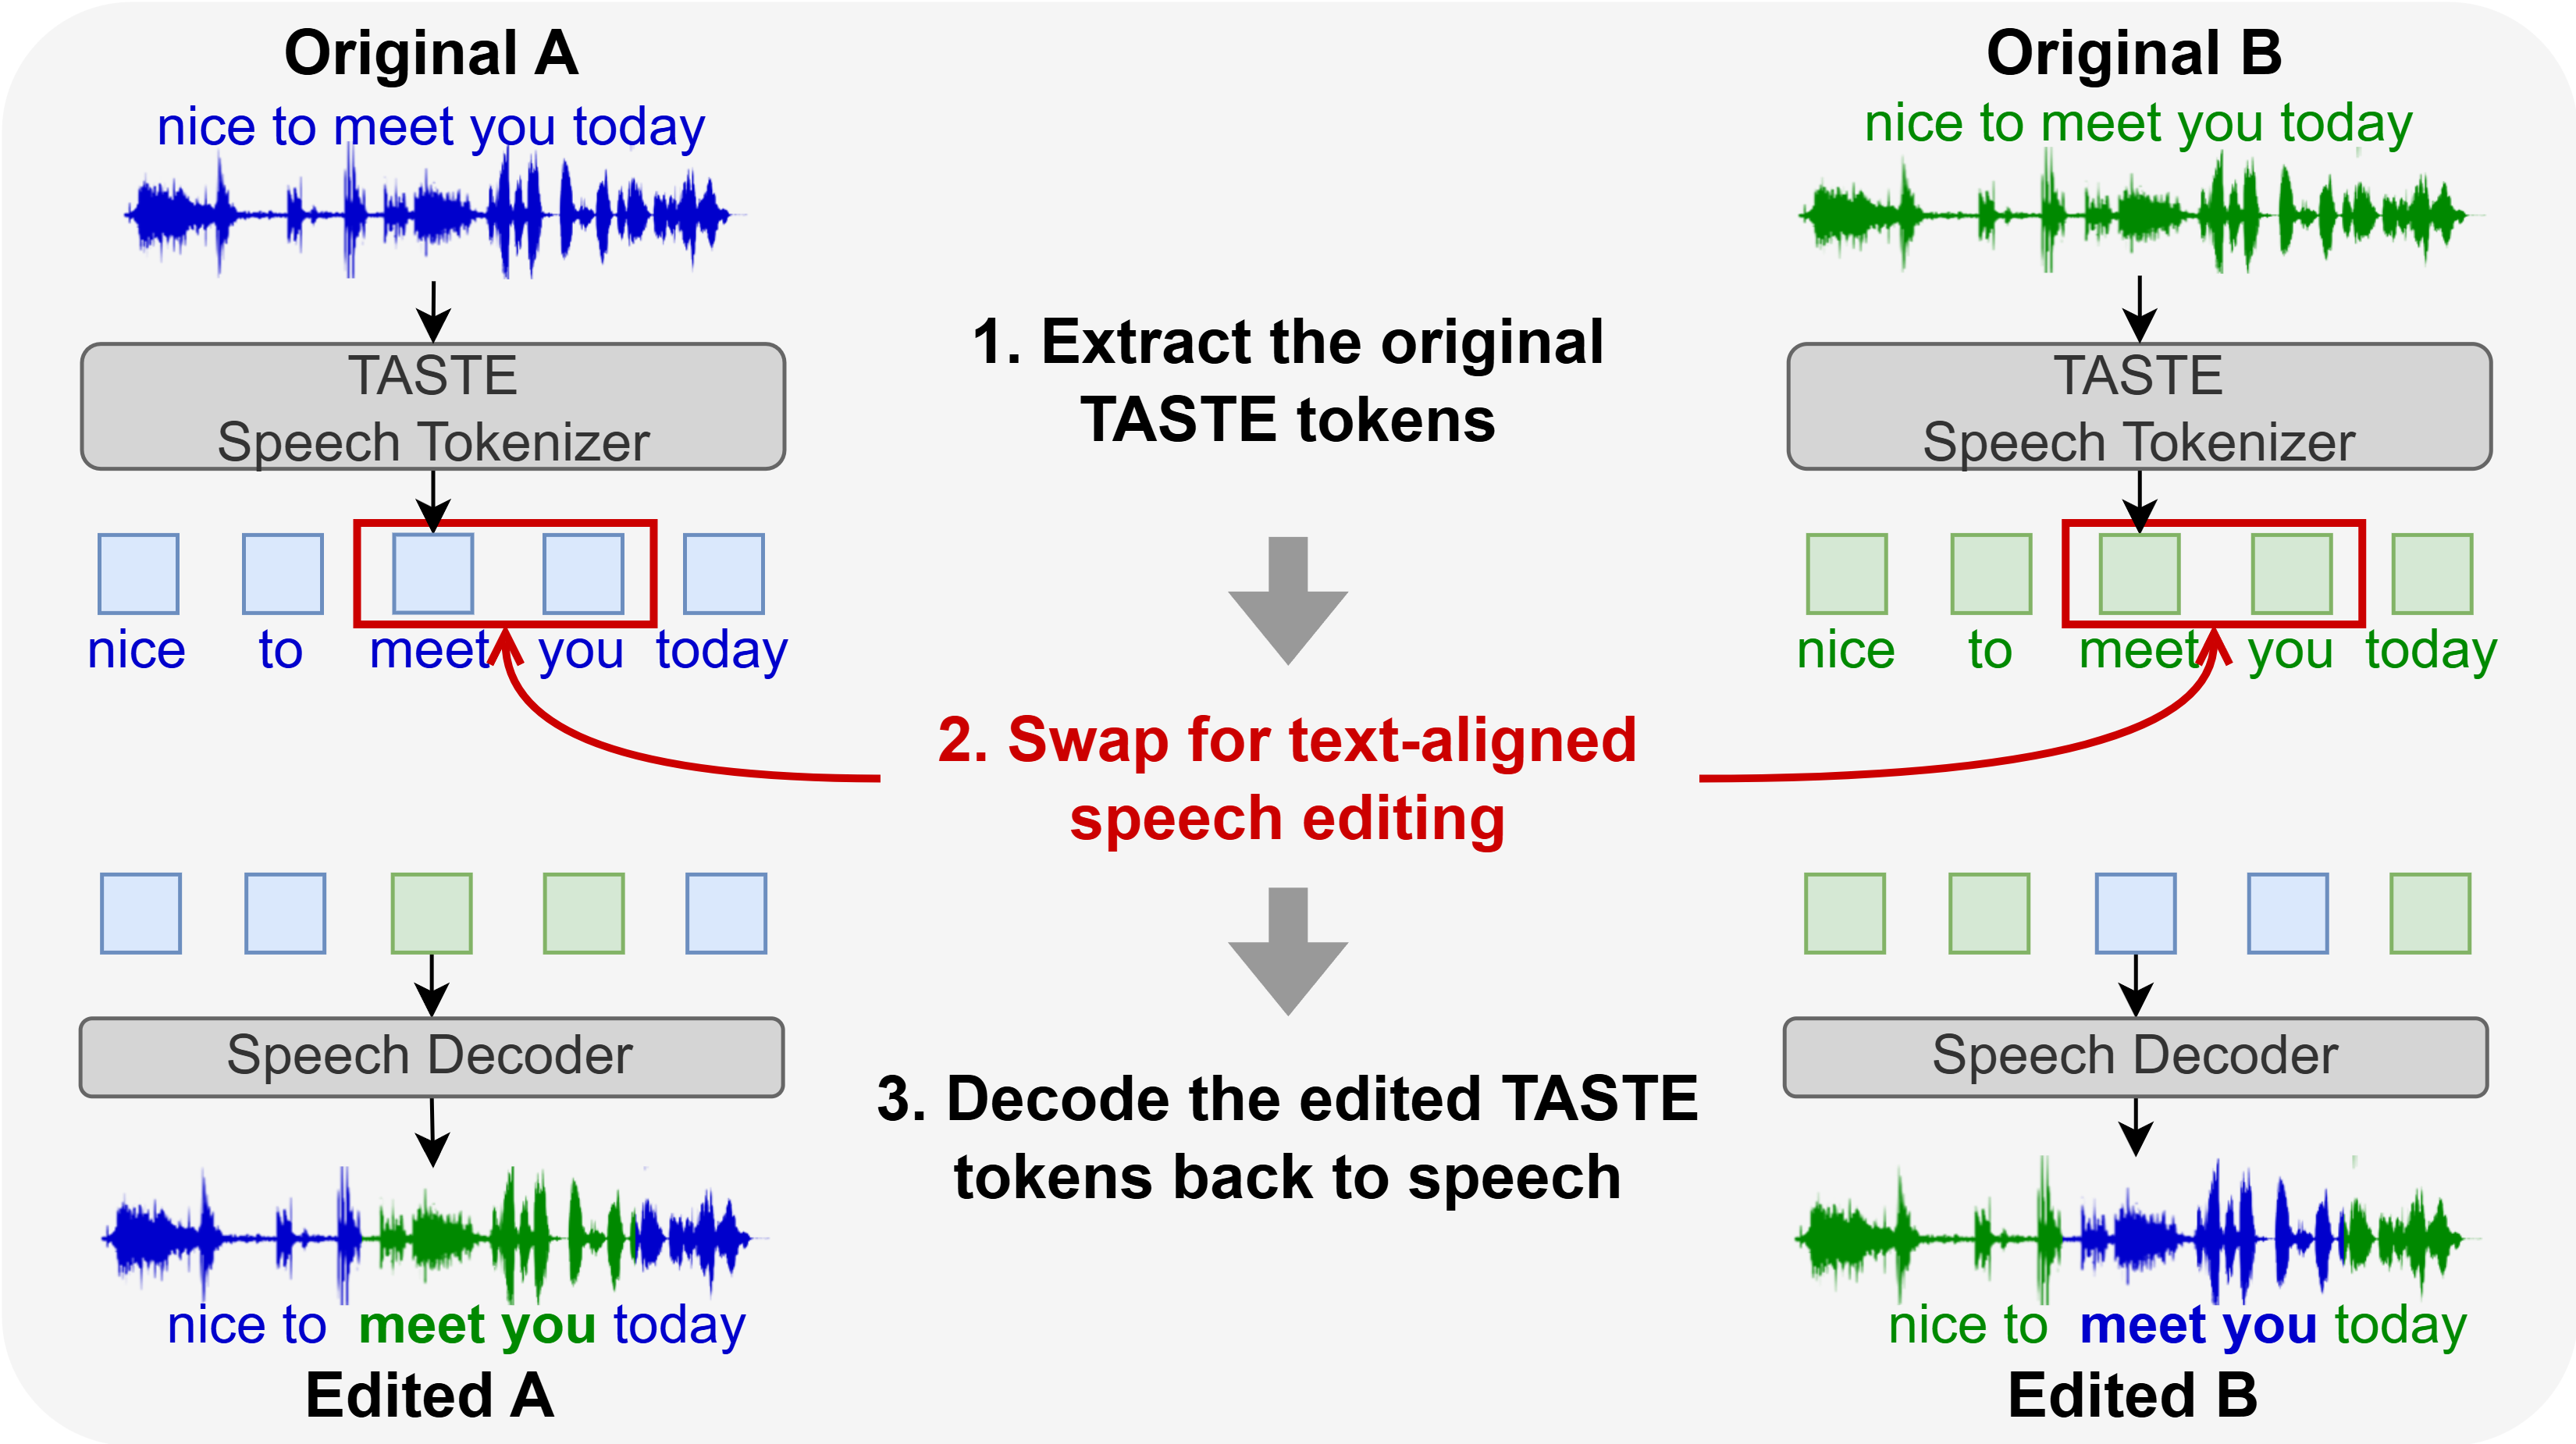 Original A
nice to meet you today
TASTE
Speech Tokenizer
nice to meet you today
Original B
nice to meet you today
TASTE
Speech Tokenizer
nice to meet you today
1. Extract the original
TASTE tokens
2. Swap for text-aligned
speech editing
3. Decode the edited TASTE
tokens back to speech
Speech Decoder
nice to meet you today
Edited A
Speech Decoder
nice to meet you today
Edited B